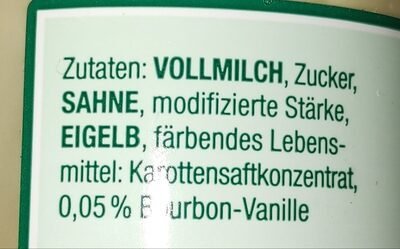 Zutaten: VOLLMILCH, Zucker,
SAHNE, modifizierte Stärke,
EIGELB, färbendes Lebens-
mittel: Karottensaftkonzentrat,
0,05 % Bourbon-Vanille